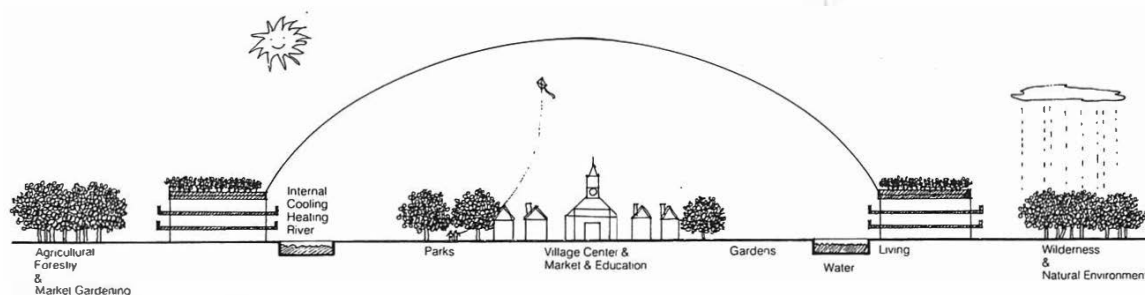 Internal
Cooling
Heating
River
Agricultural
Forestry
&
Market Gardening
Parks
Village Center &
Market & Education
Gardens
Water
Living
Wilderness
&
Natural Environment